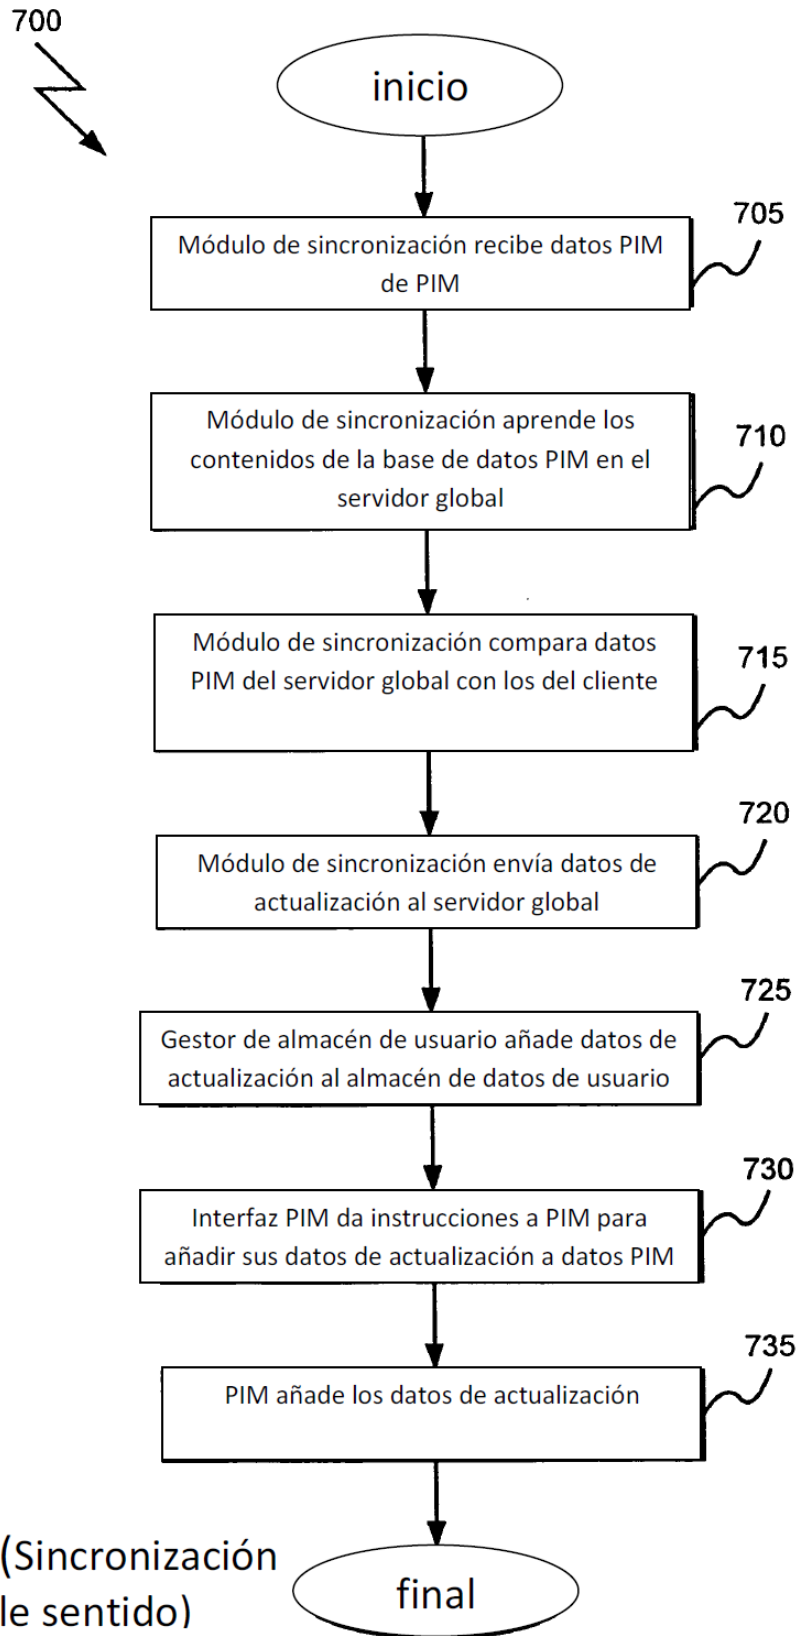 700
inicio
705
Módulo de sincronización recibe datos PIM
de PIM
Módulo de sincronización aprende los
contenidos de la base de datos PIM en el
servidor global
710
Módulo de sincronización compara datos
PIM del servidor global con los del cliente
715
720
Módulo de sincronización envía datos de
actualización al servidor global
725
Gestor de almacén de usuario añade datos de
actualización al almacén de datos de usuario
730
Interfaz PIM da instrucciones a PIM para
añadir sus datos de actualización a datos PIM
735
PIM añade los datos de actualización
(Sincronización
le sentido)
final